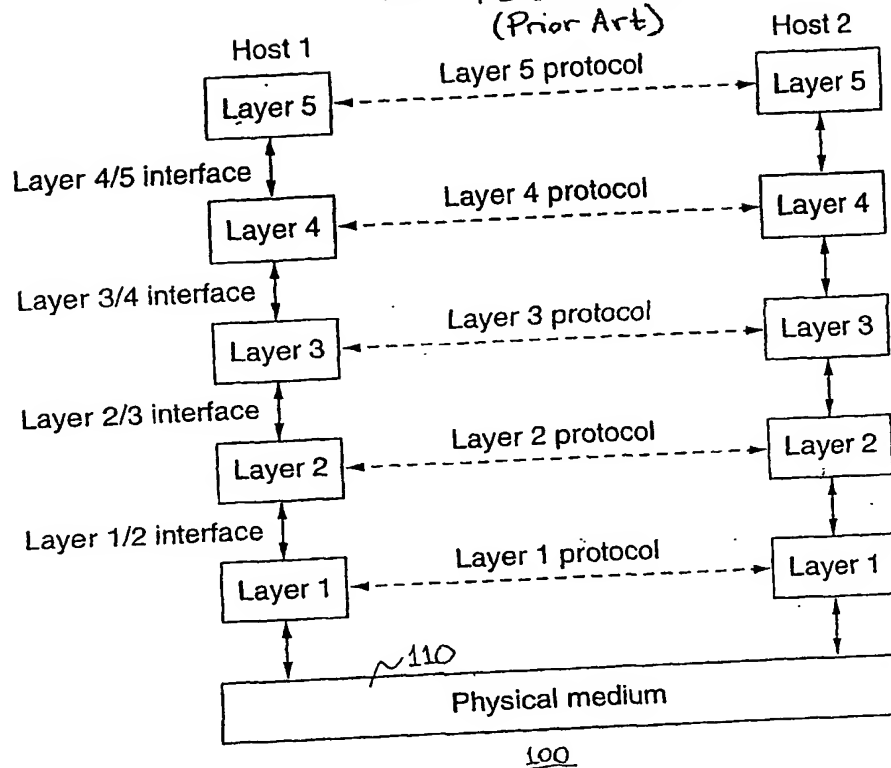 (Prior Art)
Host 1
Host 2
Layer 5 protocol
Layer 5
Layer 5
Layer 4/5 interface
Layer 4 protocol
Layer 4
Layer 4
Layer 3/4 interface
Layer 3 protocol
Layer 3
Layer 3
Layer 2/3 interface
Layer 2 protocol
Layer 2
Layer 2
Layer 1/2 interface
Layer 1 protocol
Layer 1
Layer 1
110
Physical medium
100